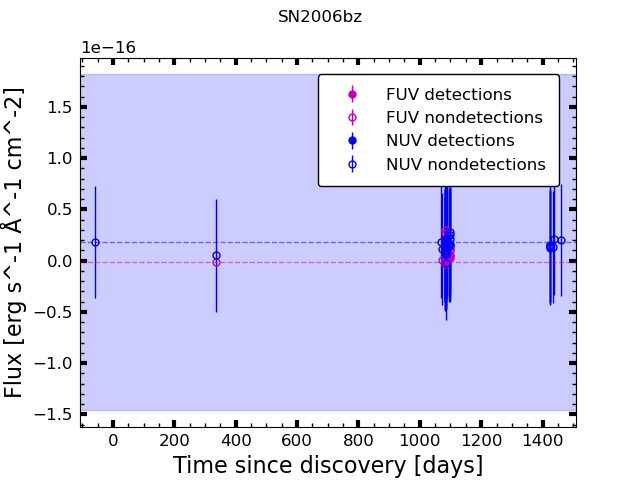 SN2006bz
1e−16
Flux [erg s^-1 Å^-1 cm^-2]
1.5
1.0
0.5
0.0
−0.5
−1.0
−1.5
FUV detections
FUV nondetections
NUV detections
NUV nondetections
0 200 400 600 800 1000 1200 1400
Time since discovery [days]